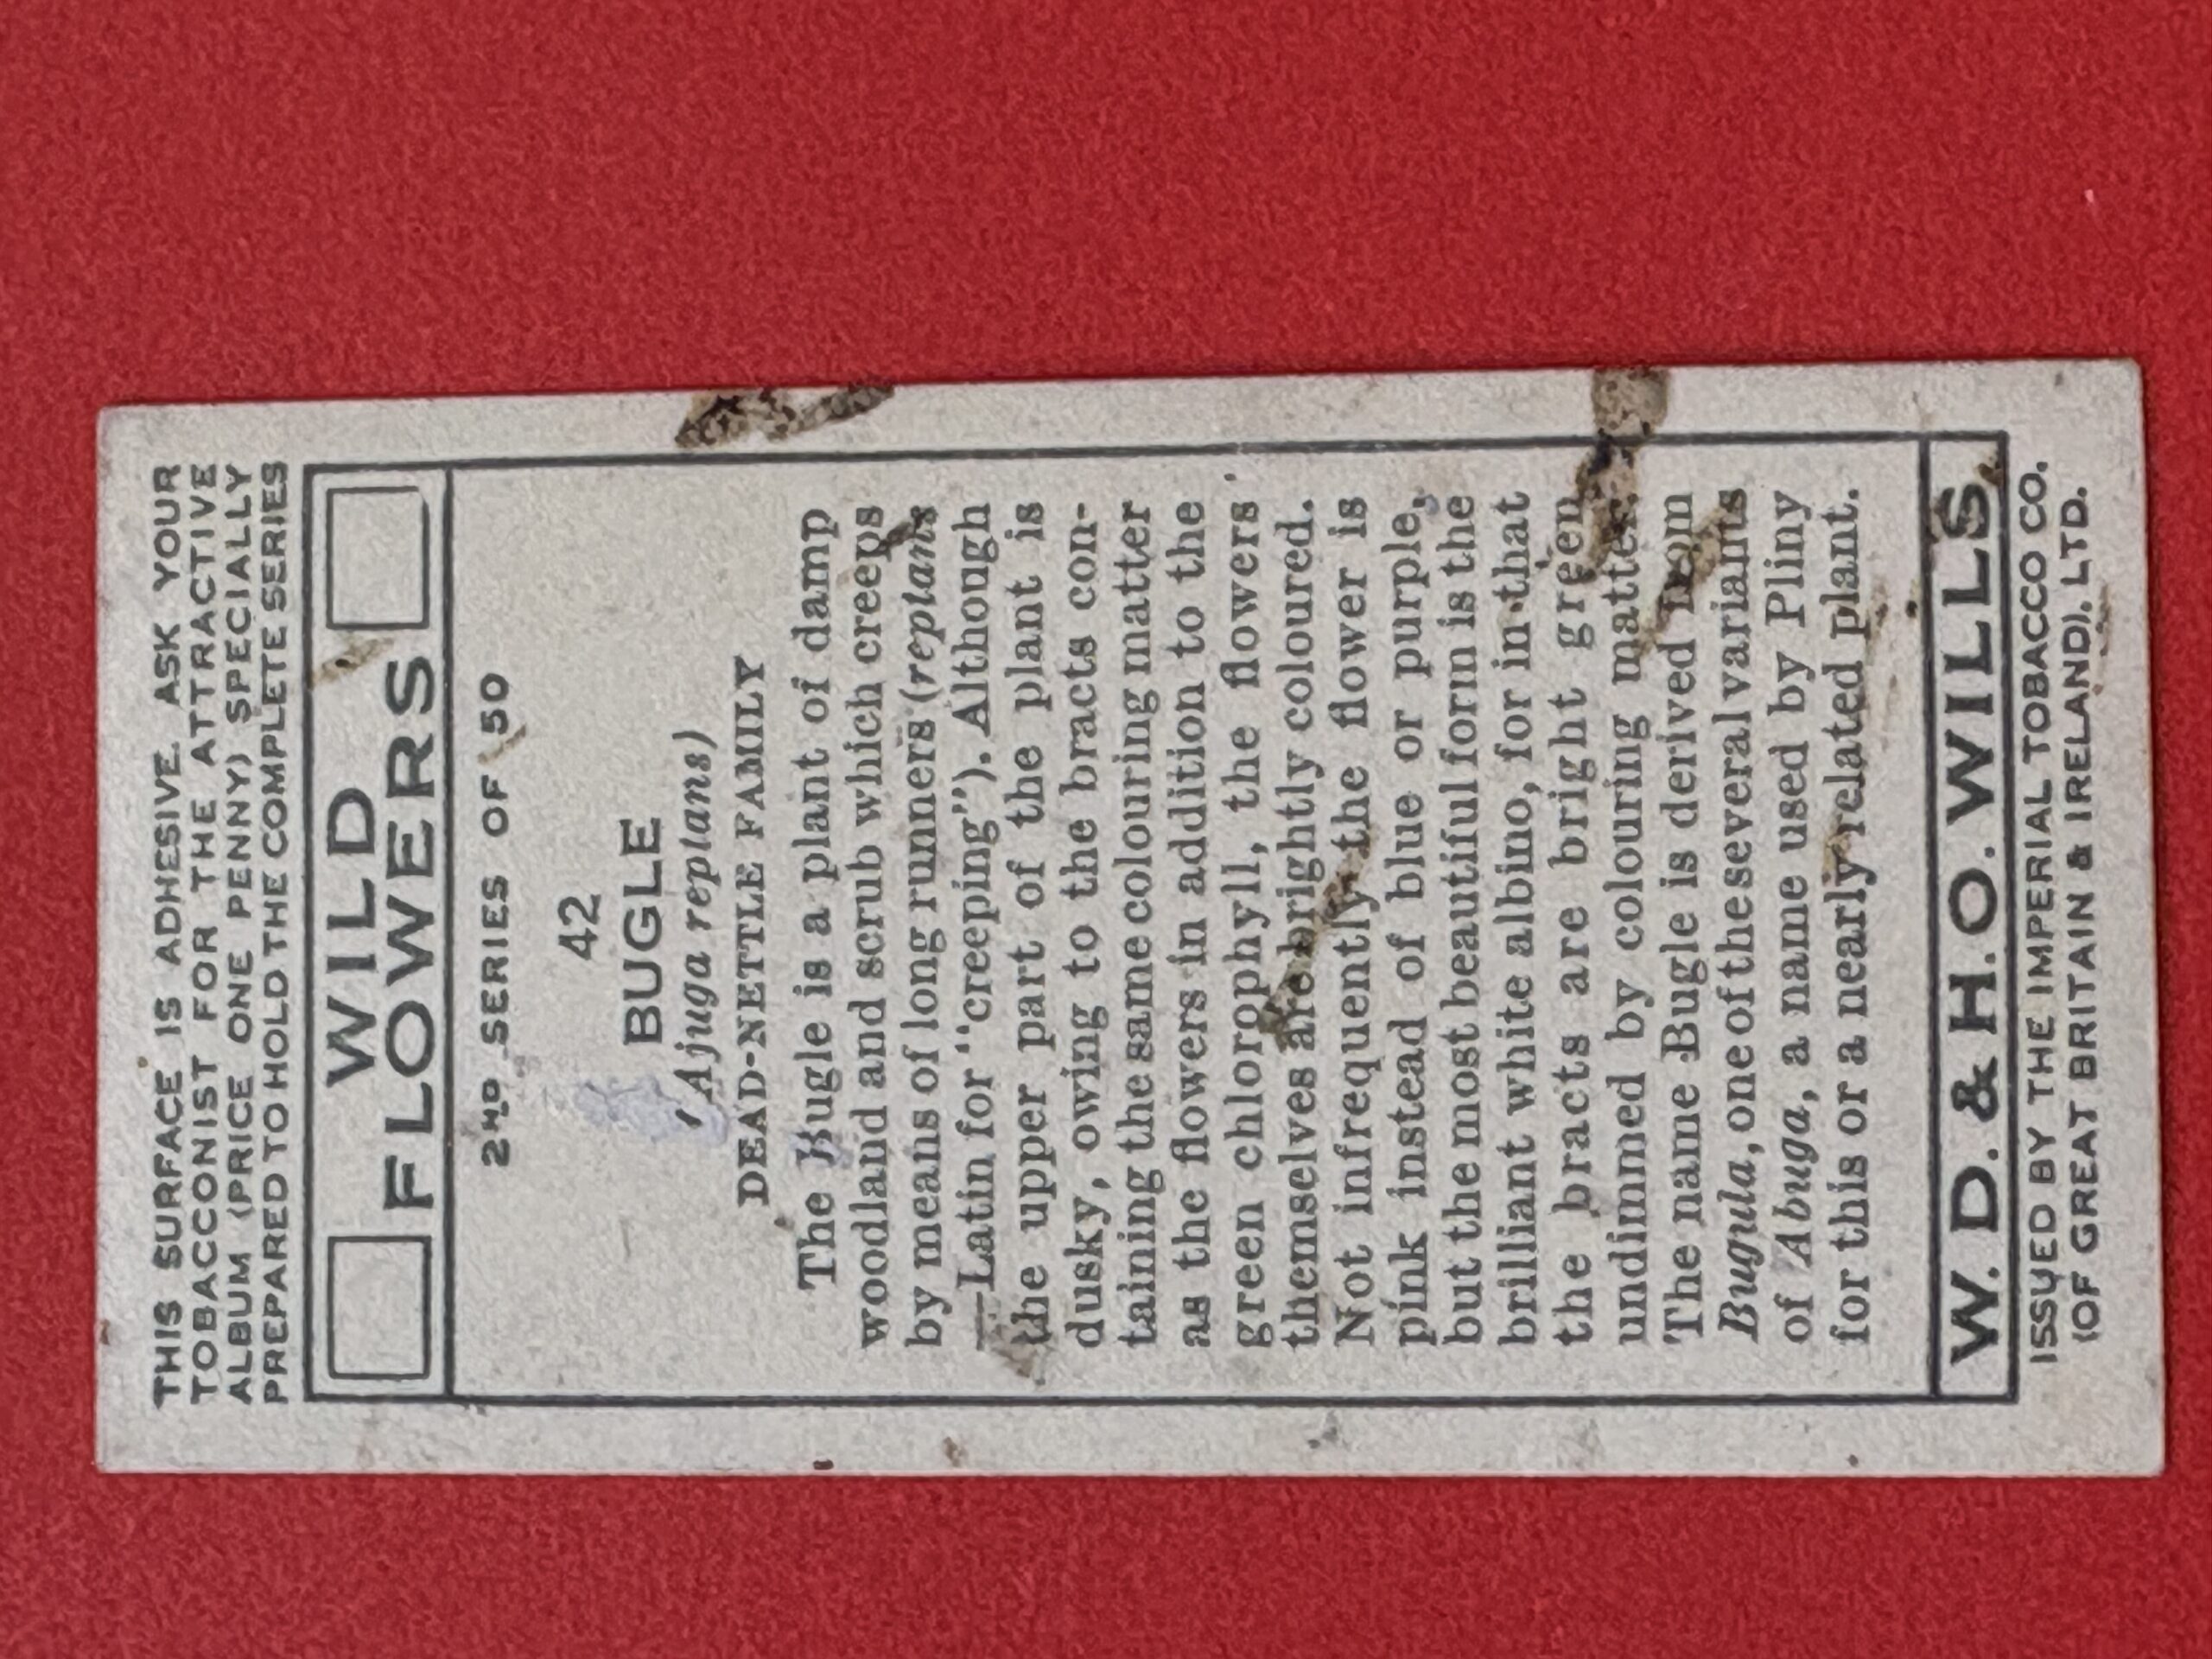 THIS SURFACE IS ADHESIVE. ASK YOUR
TOBACCONIST FOR THE ATTRACTIVE
ALBUM (PRICE ONE PENNY) SPECIALLY
PREPARED TO HOLD THE COMPLETE SERIES
WILD
FLOWERS
2ND SERIES OF 50
42
BUGLE
(Ajuga reptans)
DEAD-NETTLE FAMILY
The Bugle is a plant of damp
woodland and scrub which creeps
by means of long runners (reptans
—Latin for "creeping"). Although
the upper part of the plant is
dusky, owing to the bracts con-
taining the same colouring matter
as the flowers in addition to the
green chlorophyll, the flowers
themselves are brightly coloured.
Not infrequently the flower is
pink instead of blue or purple,
but the most beautiful form is the
brilliant white albino, for in that
the bracts are bright green
undimmed by colouring matter.
The name Bugle is derived from
Bugula, one of the several variants
of Abuga, a name used by Pliny
for this or a nearly related plant.
W. D. & H. O. WILLS
ISSUED BY THE IMPERIAL TOBACCO CO.
(OF GREAT BRITAIN & IRELAND), LTD.